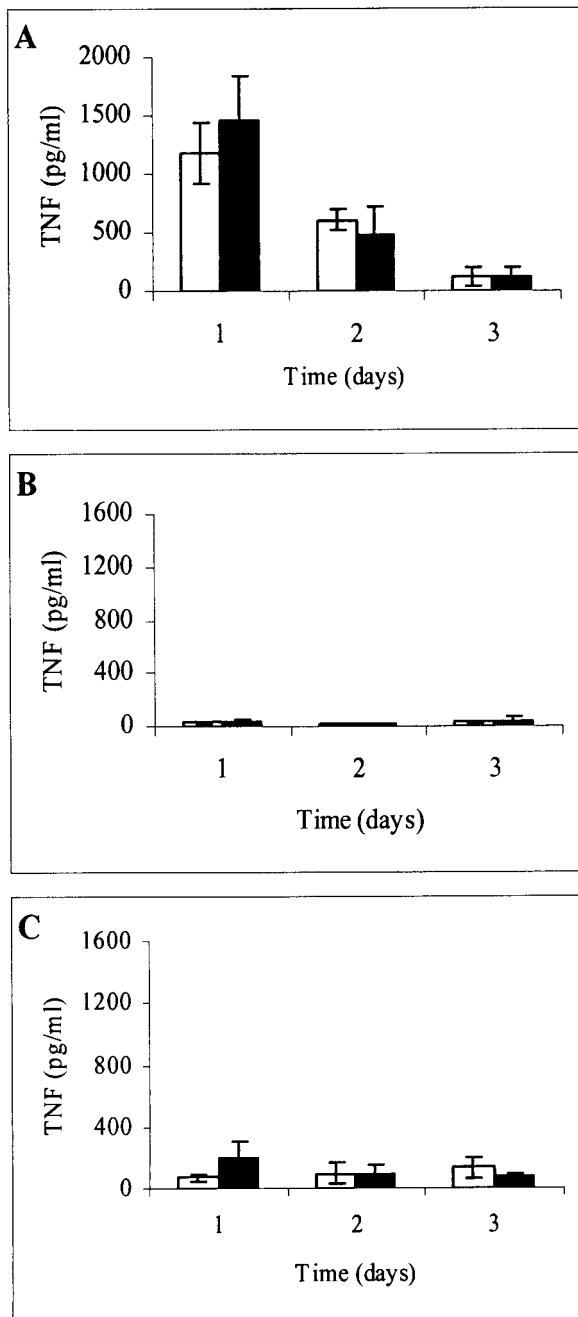 A
2000
1500
1000
500
0
TNF (pg/ml)
1 2 3
Time (days)
B
1600
1200
800
400
0
TNF (pg/ml)
1 2 3
Time (days)
C
1600
1200
800
400
0
TNF (pg/ml)
1 2 3
Time (days)